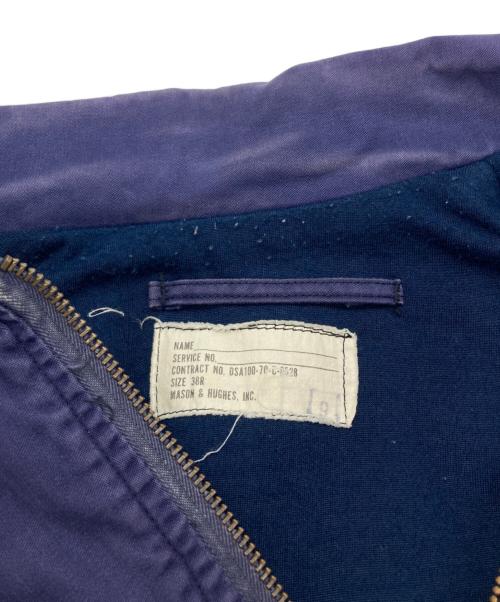 NAME
SERVICE NO.
CONTRACT NO. DSA100-70-C-0528
SIZE 38R
MASON & HUGHES, INC.